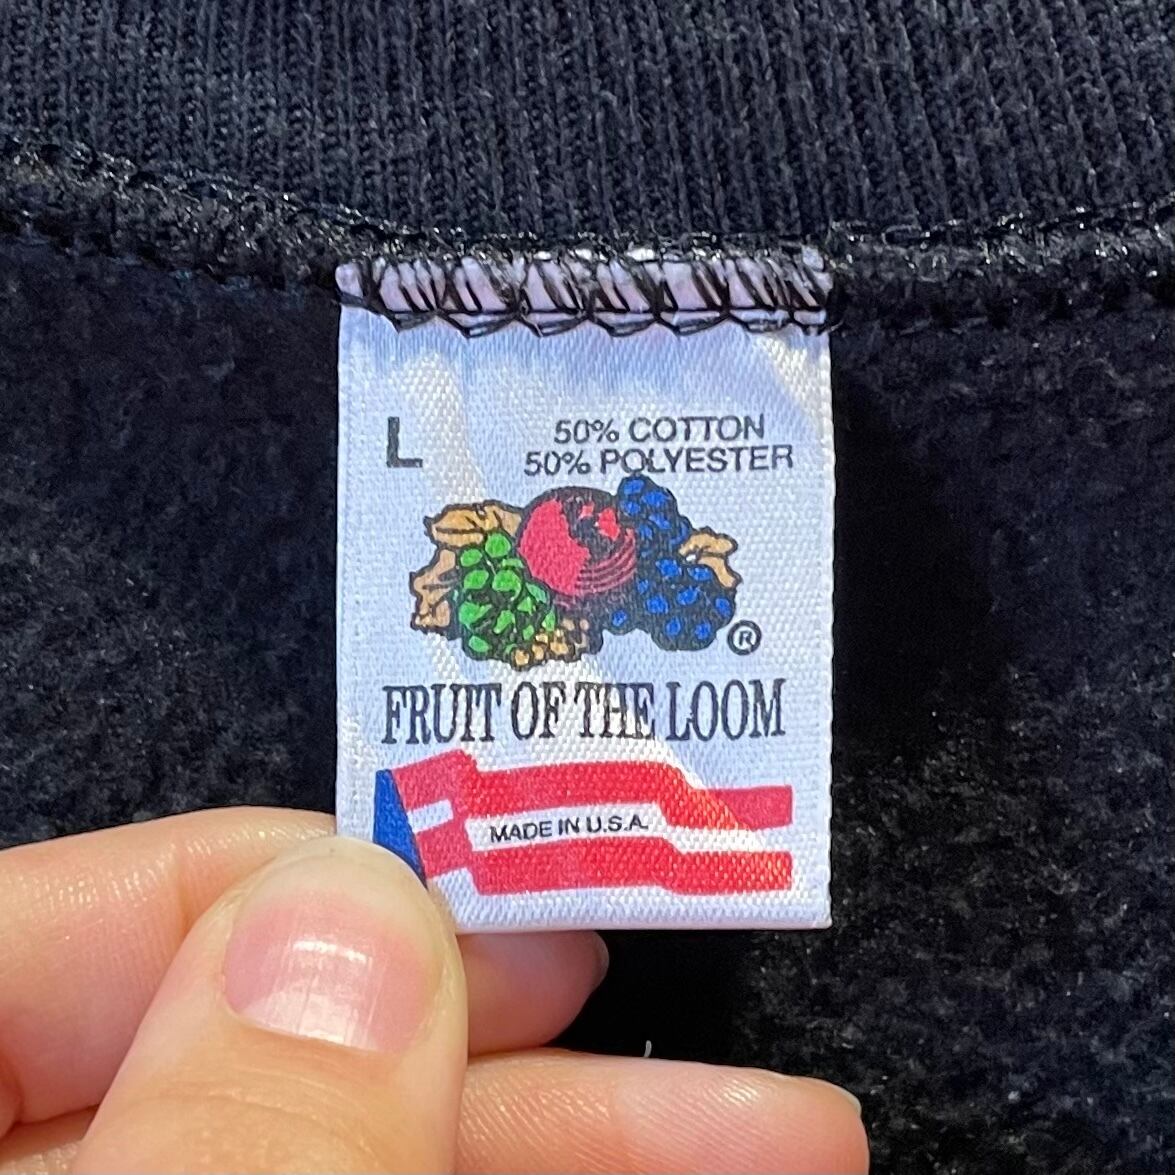 L
50% COTTON
50% POLYESTER
®
FRUIT OF THE LOOM
MADE IN U.S.A.